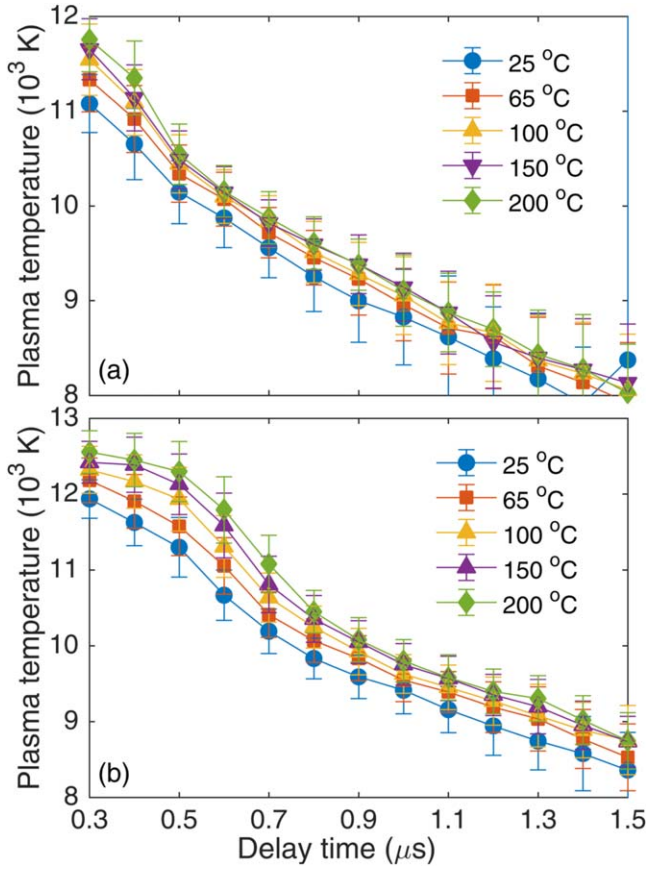 12
11
10
9
8
Plasma temperature (10³ K)
25 °C
65 °C
100 °C
150 °C
200 °C
(a)
13
12
11
10
9
8
Plasma temperature (10³ K)
25 °C
65 °C
100 °C
150 °C
200 °C
(b)
0.3 0.5 0.7 0.9 1.1 1.3 1.5
Delay time (μs)